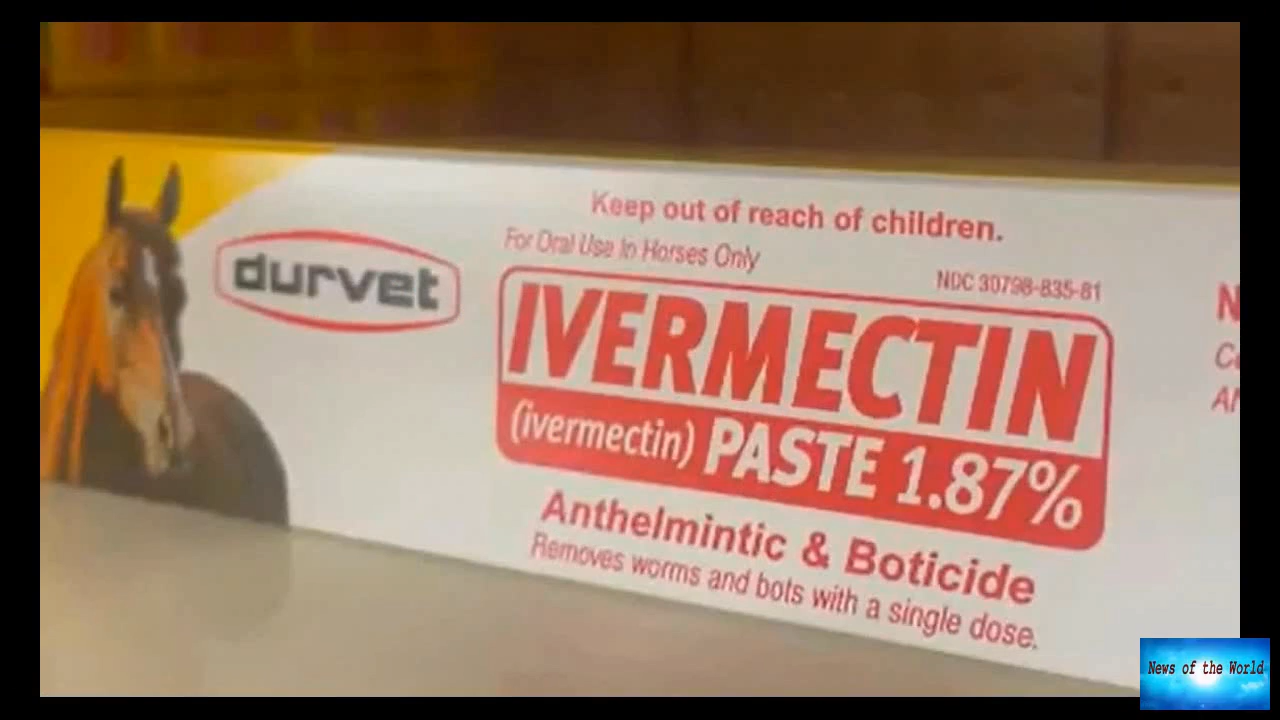 Keep out of reach of children.
For Oral Use In Horses Only
NDC 30798-835-81
durvet
IVERMECTIN
(ivermectin) PASTE 1.87%
Anthelmintic & Boticide
Removes worms and bots with a single dose.
News of the World